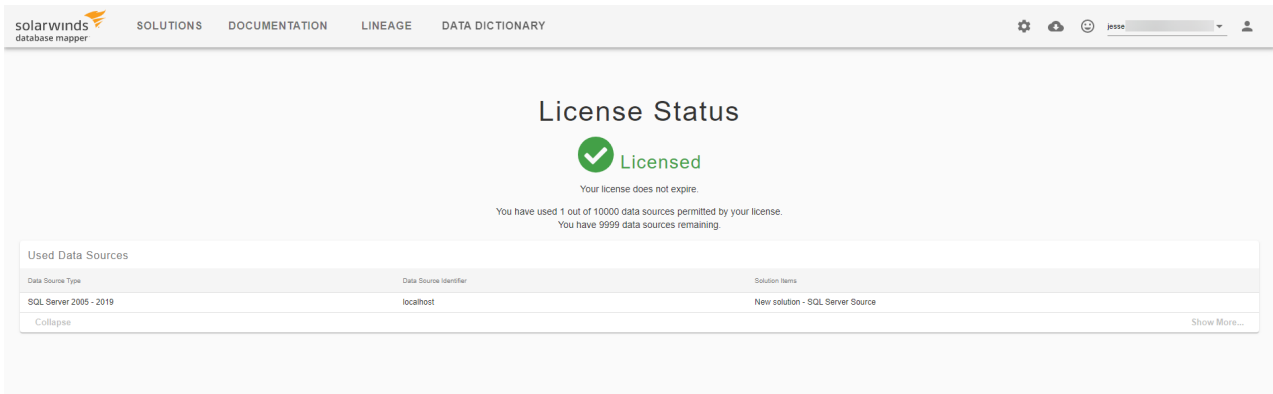 solarwinds
database mapper
SOLUTIONS DOCUMENTATION LINEAGE DATA DICTIONARY
jesse
License Status
Licensed
Your license does not expire.
You have used 1 out of 10000 data sources permitted by your license.
You have 9999 data sources remaining.
Used Data Sources
Data Source Type Data Source Identifier Solution Items
SQL Server 2005 - 2019 localhost New solution - SQL Server Source
Collapse Show More...